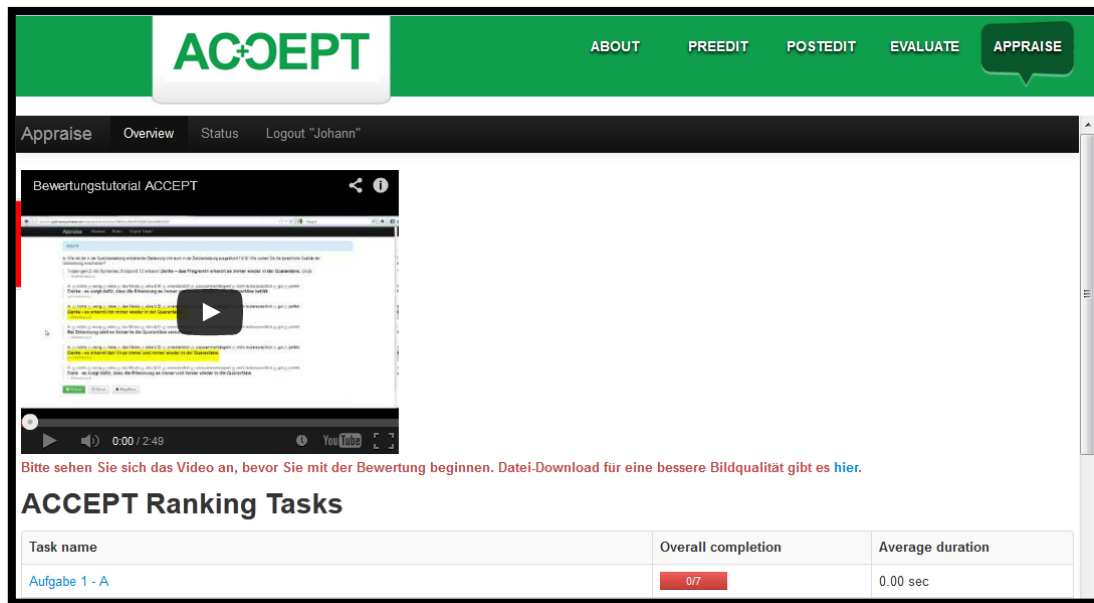 ACCEPT
ABOUT PREEDIT POSTEDIT EVALUATE APPRAISE
Appraise Overview Status Logout "Johann"
Bewertungstutorial ACCEPT
0:00 / 2:49 YouTube
Bitte sehen Sie sich das Video an, bevor Sie mit der Bewertung beginnen. Datei-Download für eine bessere Bildqualität gibt es hier.
ACCEPT Ranking Tasks
Task name Overall completion Average duration
Aufgabe 1 - A 0/7 0.00 sec